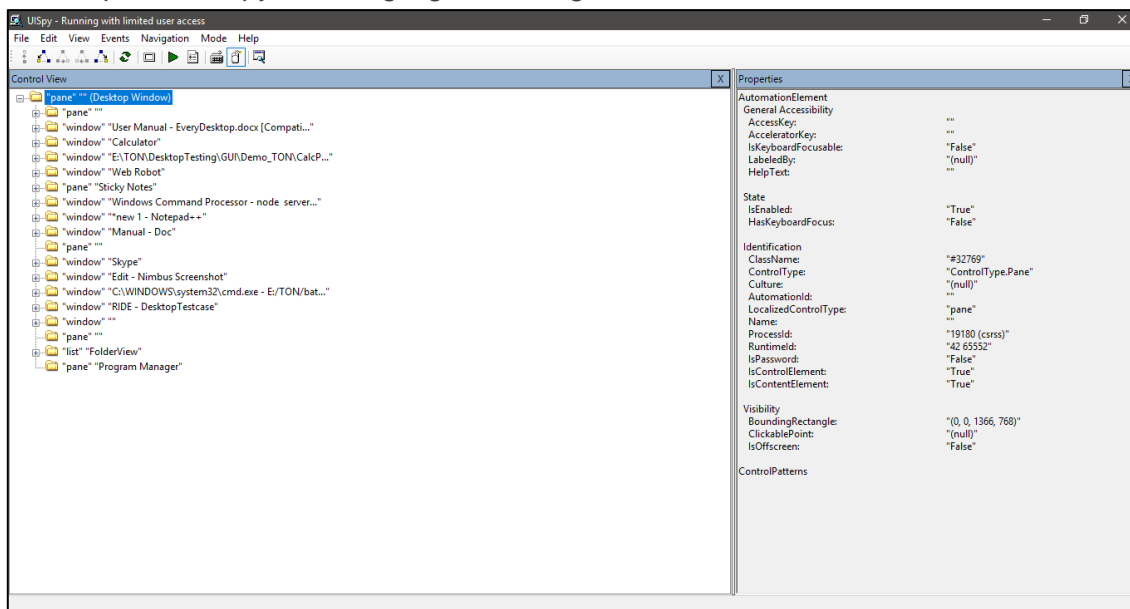 UISpy - Running with limited user access
File Edit View Events Navigation Mode Help
Control View
X
"pane" "" (Desktop Window)
"pane" ""
"window" "User Manual - EveryDesktop.docx [Compati..."
"window" "Calculator"
"window" "E:\TON\DesktopTesting\GUI\Demo_TON\CalcP..."
"window" "Web Robot"
"pane" "Sticky Notes"
"window" "Windows Command Processor - node server..."
"window" "*new 1 - Notepad++"
"window" "Manual - Doc"
"pane" ""
"window" "Skype"
"window" "Edit - Nimbus Screenshot"
"window" "C:\WINDOWS\system32\cmd.exe - E:/TON/bat..."
"window" "RIDE - DesktopTestcase"
"window" ""
"pane" ""
"list" "FolderView"
"pane" "Program Manager"
Properties
AutomationElement
General Accessibility
AccessKey: ""
AcceleratorKey: ""
IsKeyboardFocusable: "False"
LabeledBy: "(null)"
HelpText: ""
State
IsEnabled: "True"
HasKeyboardFocus: "False"
Identification
ClassName: "#32769"
ControlType: "ControlType.Pane"
Culture: "(null)"
AutomationId: ""
LocalizedControlType: "pane"
Name: ""
ProcessId: "19180 (csrss)"
RuntimeId: "42 65552"
IsPassword: "False"
IsControlElement: "True"
IsContentElement: "True"
Visibility
BoundingRectangle: "(0, 0, 1366, 768)"
ClickablePoint: "(null)"
IsOffscreen: "False"
ControlPatterns